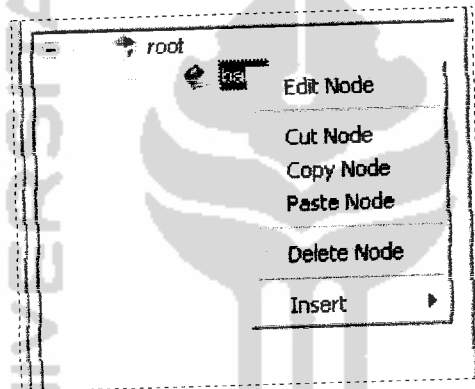 root
Edit Node
Cut Node
Copy Node
Paste Node
Delete Node
Insert